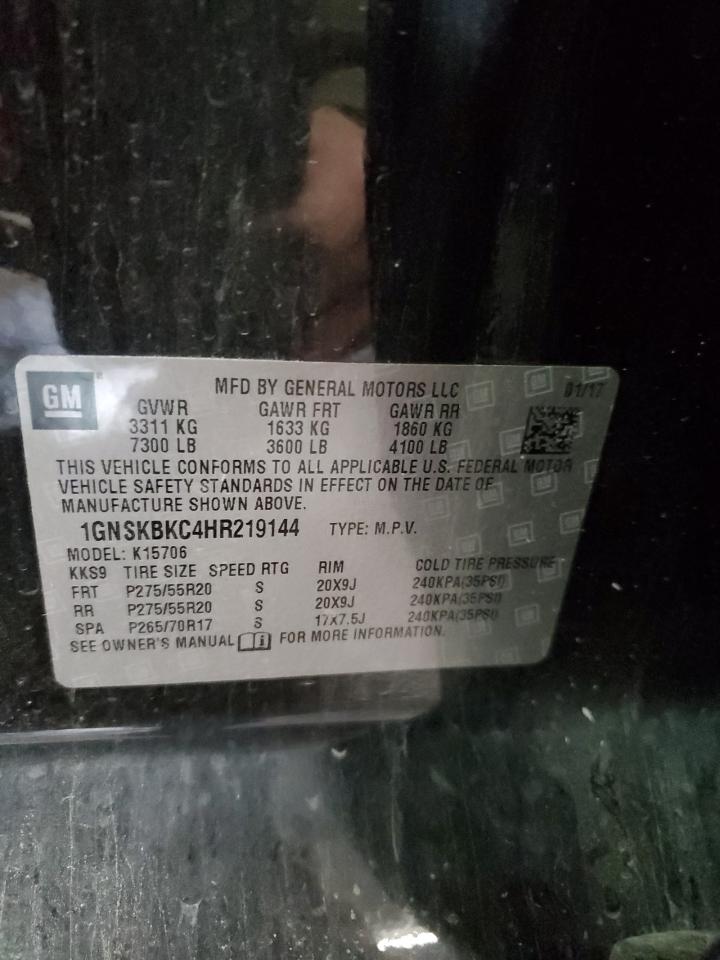 GM
MFD BY GENERAL MOTORS LLC 01/17
GVWR GAWR FRT GAWR RR
3311 KG 1633 KG 1860 KG
7300 LB 3600 LB 4100 LB
THIS VEHICLE CONFORMS TO ALL APPLICABLE U.S. FEDERAL MOTOR
VEHICLE SAFETY STANDARDS IN EFFECT ON THE DATE OF
MANUFACTURE SHOWN ABOVE.
1GNSKBKC4HR219144 TYPE: M.P.V.
MODEL: K15706
KKS9 TIRE SIZE SPEED RTG RIM COLD TIRE PRESSURE
FRT P275/55R20 S 20X9J 240KPA(35PSI)
RR P275/55R20 S 20X9J 240KPA(35PSI)
SPA P265/70R17 S 17X7.5J 240KPA(35PSI)
SEE OWNER'S MANUAL i FOR MORE INFORMATION.